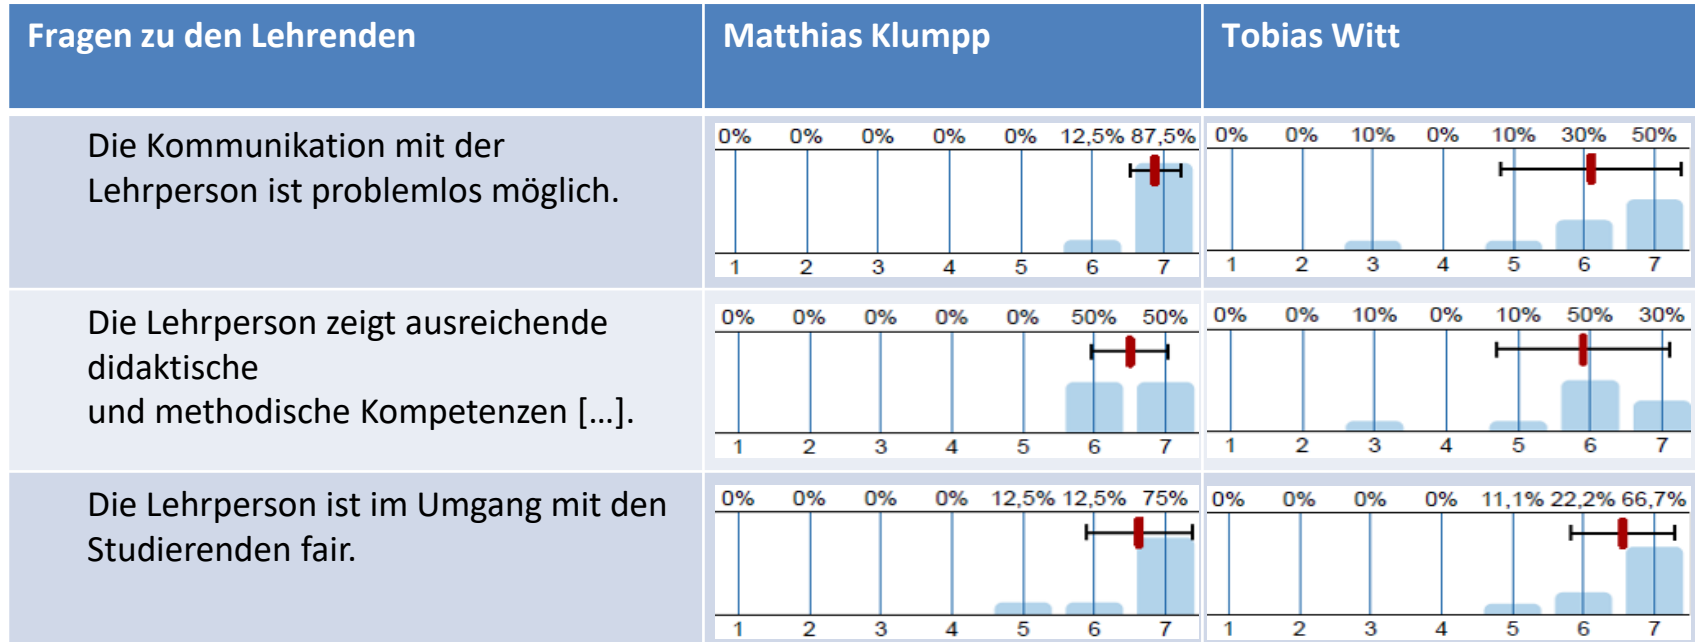 Fragen zu den Lehrenden
Matthias Klumpp
Tobias Witt
Die Kommunikation mit der
Lehrperson ist problemlos möglich.
0% 0% 0% 0% 0% 12,5% 87,5%
1 2 3 4 5 6 7
0% 0% 10% 0% 10% 30% 50%
1 2 3 4 5 6 7
Die Lehrperson zeigt ausreichende
didaktische
und methodische Kompetenzen […].
0% 0% 0% 0% 0% 50% 50%
1 2 3 4 5 6 7
0% 0% 10% 0% 10% 50% 30%
1 2 3 4 5 6 7
Die Lehrperson ist im Umgang mit den
Studierenden fair.
0% 0% 0% 0% 12,5% 12,5% 75%
1 2 3 4 5 6 7
0% 0% 0% 0% 11,1% 22,2% 66,7%
1 2 3 4 5 6 7